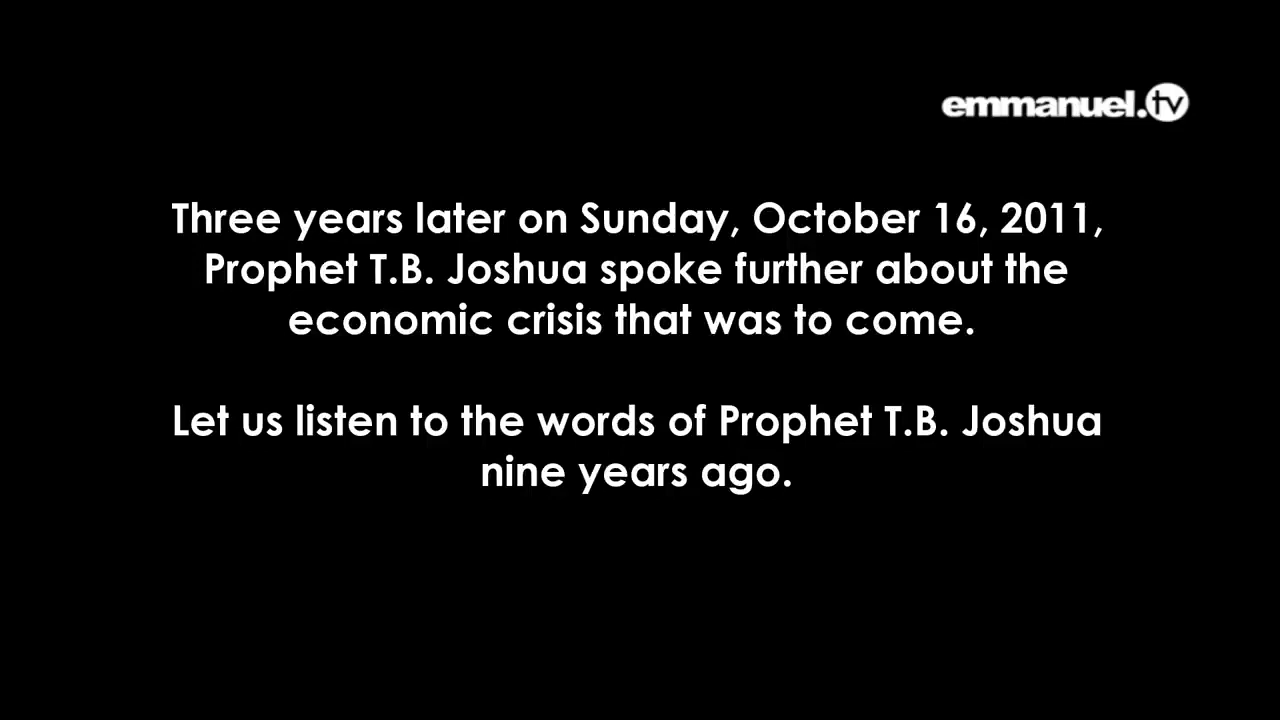 emmanuel.tv
Three years later on Sunday, October 16, 2011,
Prophet T.B. Joshua spoke further about the
economic crisis that was to come.
Let us listen to the words of Prophet T.B. Joshua
nine years ago.